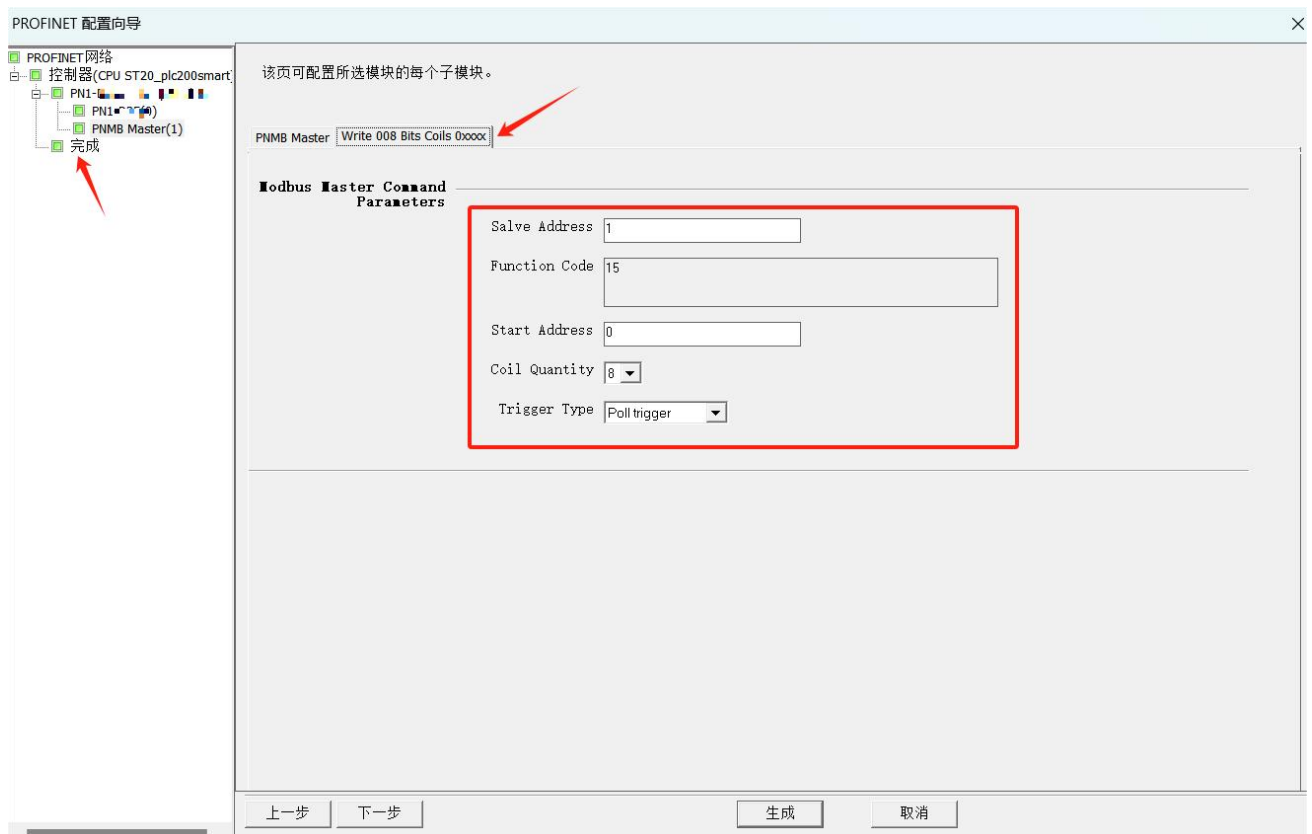 PROFINET 配置向导
PROFINET网络
控制器(CPU ST20_plc200smart
PN1-
PN1
PNMB Master(1)
完成
该页可配置所选模块的每个子模块。
PNMB Master
Write 008 Bits Coils 0xxxx
Modbus Master Command
Parameters
Salve Address 1
Function Code 15
Start Address 0
Coil Quantity 8
Trigger Type Poll trigger
上一步
下一步
生成
取消